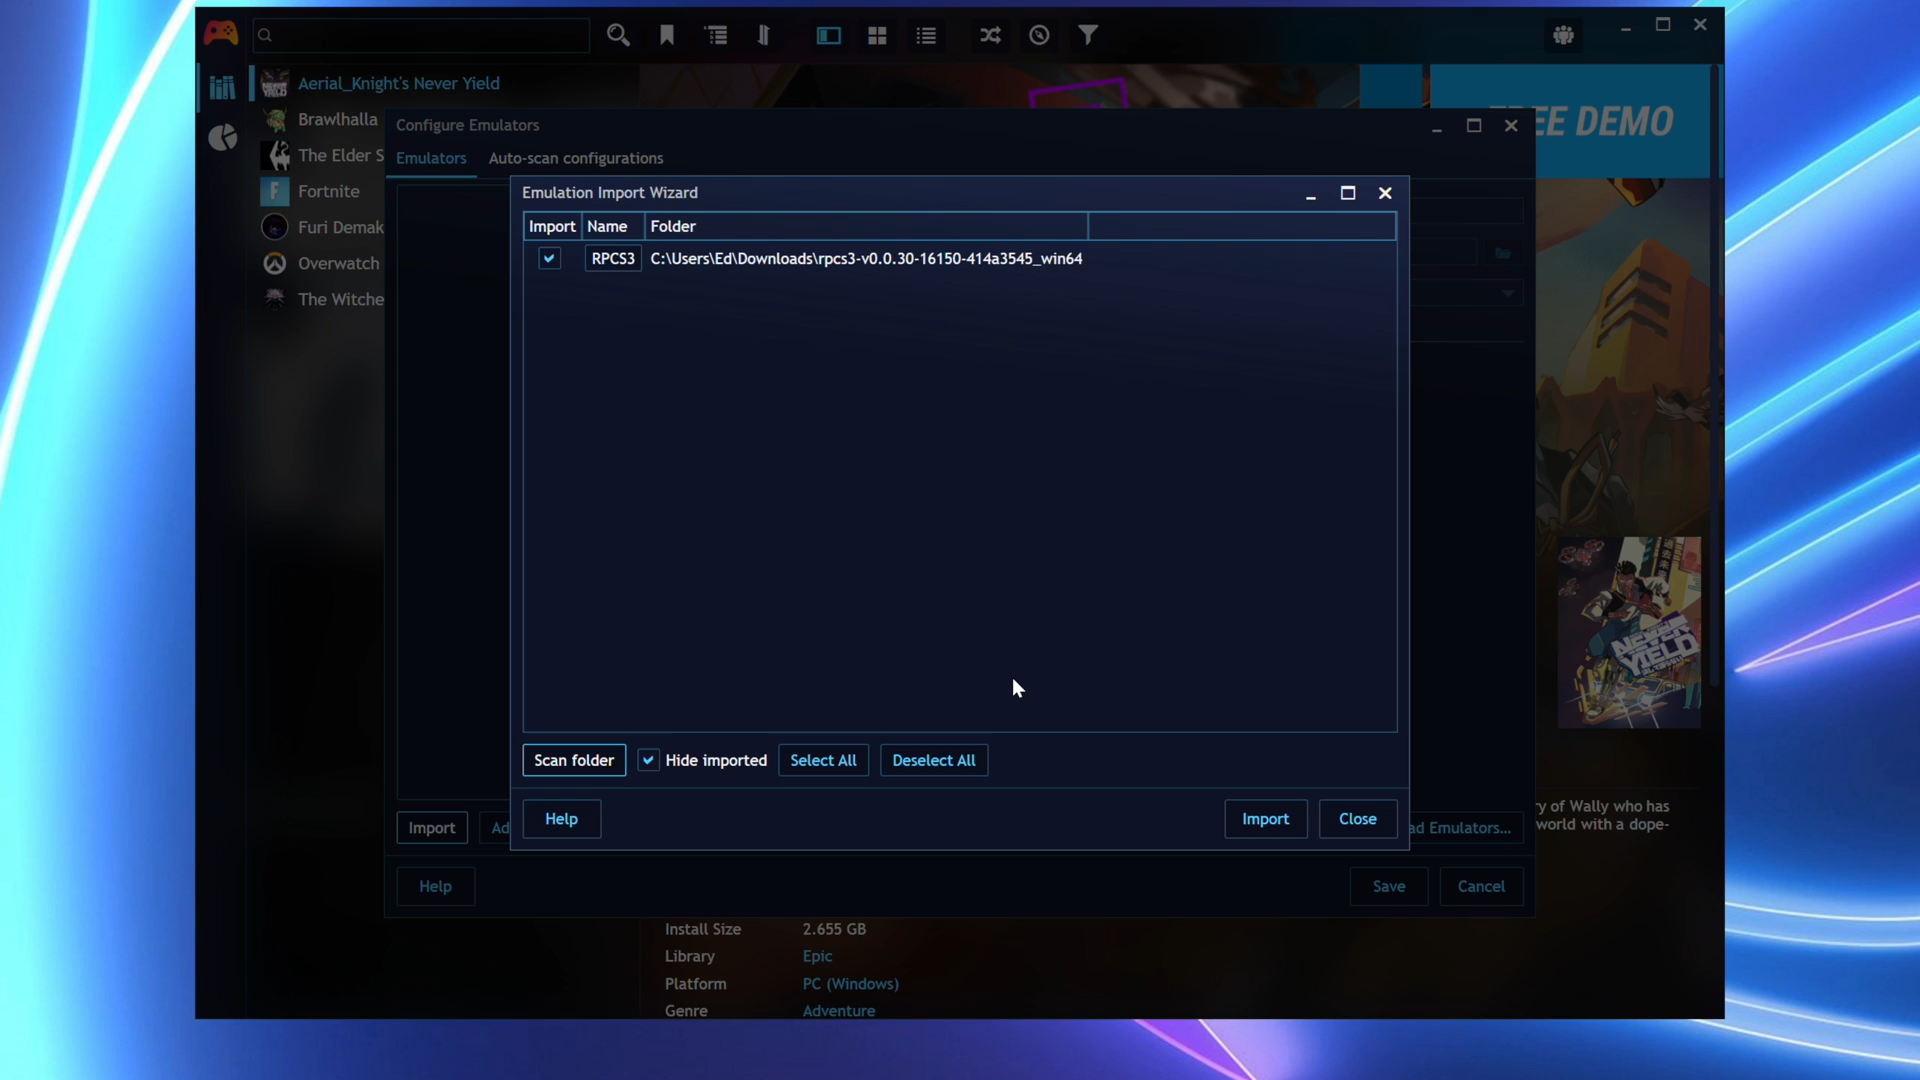 Aerial_Knight's Never Yield
Brawlhalla
The Elder S
Fortnite
Furi Demak
Overwatch
The Witche
EE DEMO
Configure Emulators
Emulators
Auto-scan configurations
Emulation Import Wizard
Import
Name
Folder
RPCS3
C:\Users\Ed\Downloads\rpcs3-v0.0.30-16150-414a3545_win64
Scan folder
Hide imported
Select All
Deselect All
Help
Import
Close
Import
Ad
ad Emulators...
Help
Save
Cancel
NEVER
YIELD
ry of Wally who has
world with a dope-
Install Size
2.655 GB
Library
Epic
Platform
PC (Windows)
Genre
Adventure